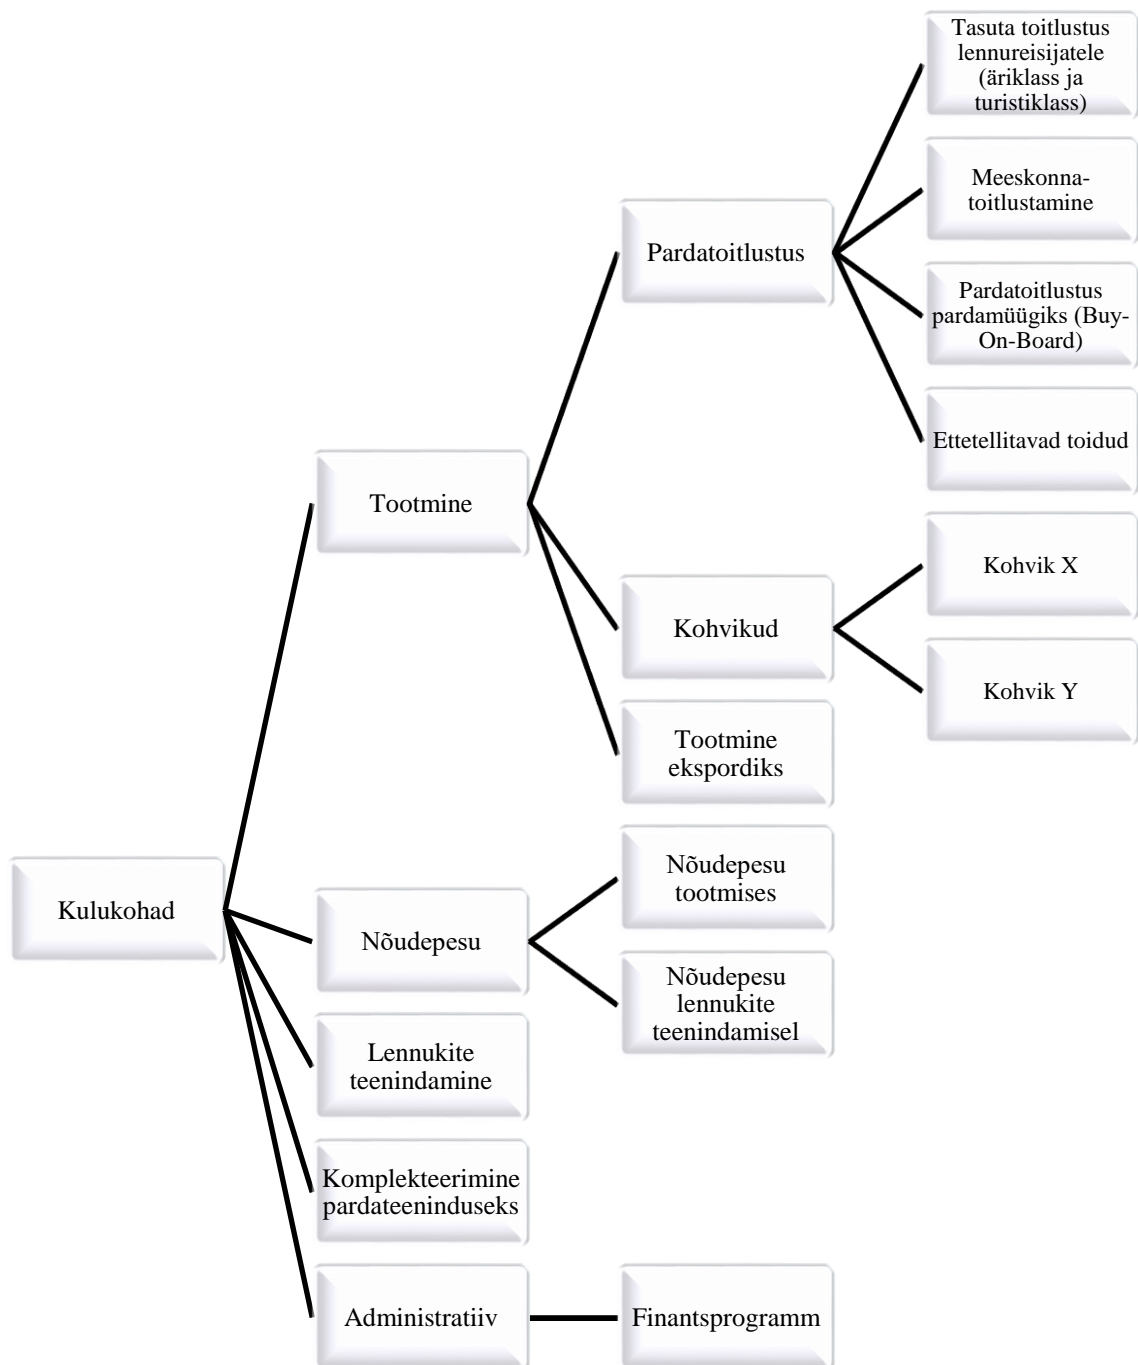 Kulukohad
Tootmine
Pardatoitlustus
Tasuta toitlustus
lennureisijatele
(äriklass ja
turistiklass)
Meeskonna-
toitlustamine
Pardatoitlustus
pardamüügiks (Buy-
On-Board)
Ettetellitavad toidud
Kohvikud
Kohvik X
Kohvik Y
Tootmine
ekspordiks
Nõudepesu
Nõudepesu
tootmises
Nõudepesu
lennukite
teenindamisel
Lennukite
teenindamine
Komplekteerimine
pardateeninduseks
Administratiiv
Finantsprogramm